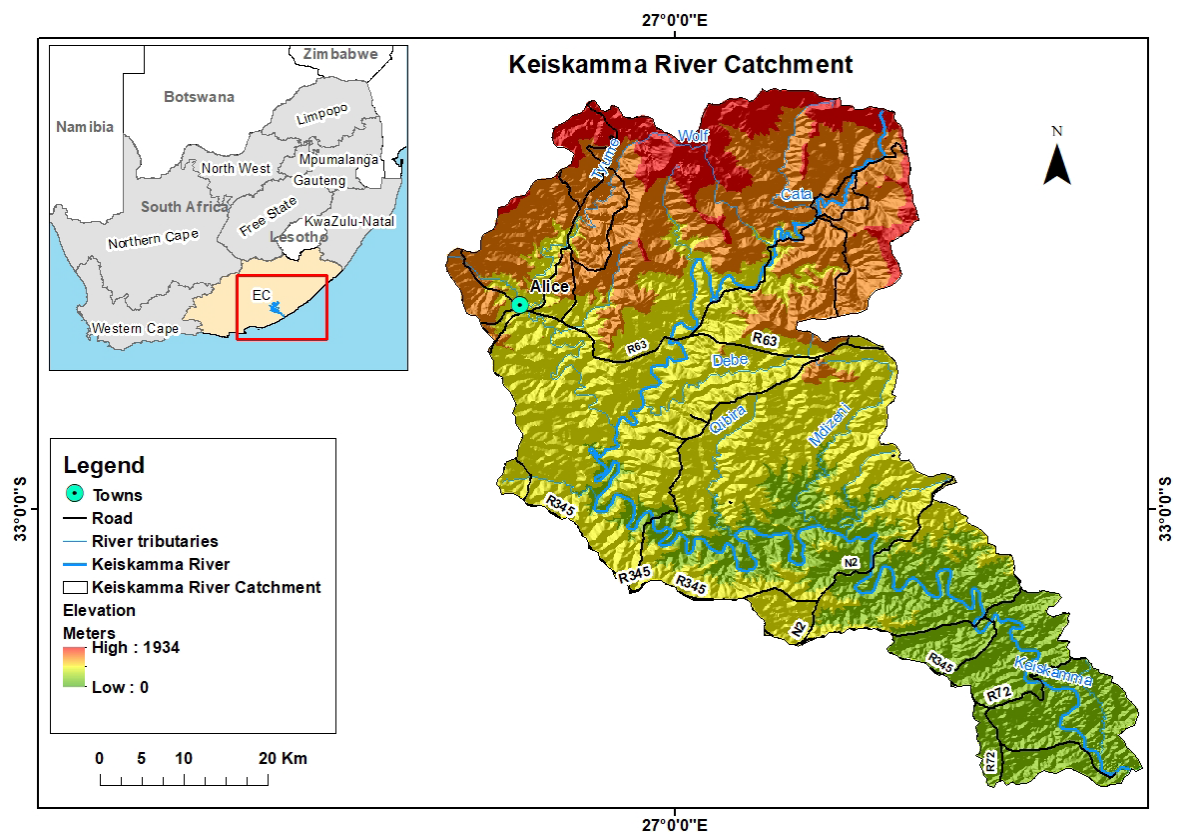 27°0'0"E
Keiskamma River Catchment
Zimbabwe
Botswana
Limpopo
Namibia
North West
Mpumalanga
Gauteng
South Africa
Free State
KwaZulu-Natal
Northern Cape
Lesotho
EC
Western Cape
N
Wolf
Tyume
Cata
Alice
R63
R63
Debe
Qibira
Mdizeni
33°0'0"S
33°0'0"S
R345
R345
R345
N2
N2
R345
Keiskamma
R72
R72
Legend
Towns
Road
River tributaries
Keiskamma River
Keiskamma River Catchment
Elevation
Meters
High : 1934
Low : 0
0 5 10 20 Km
27°0'0"E